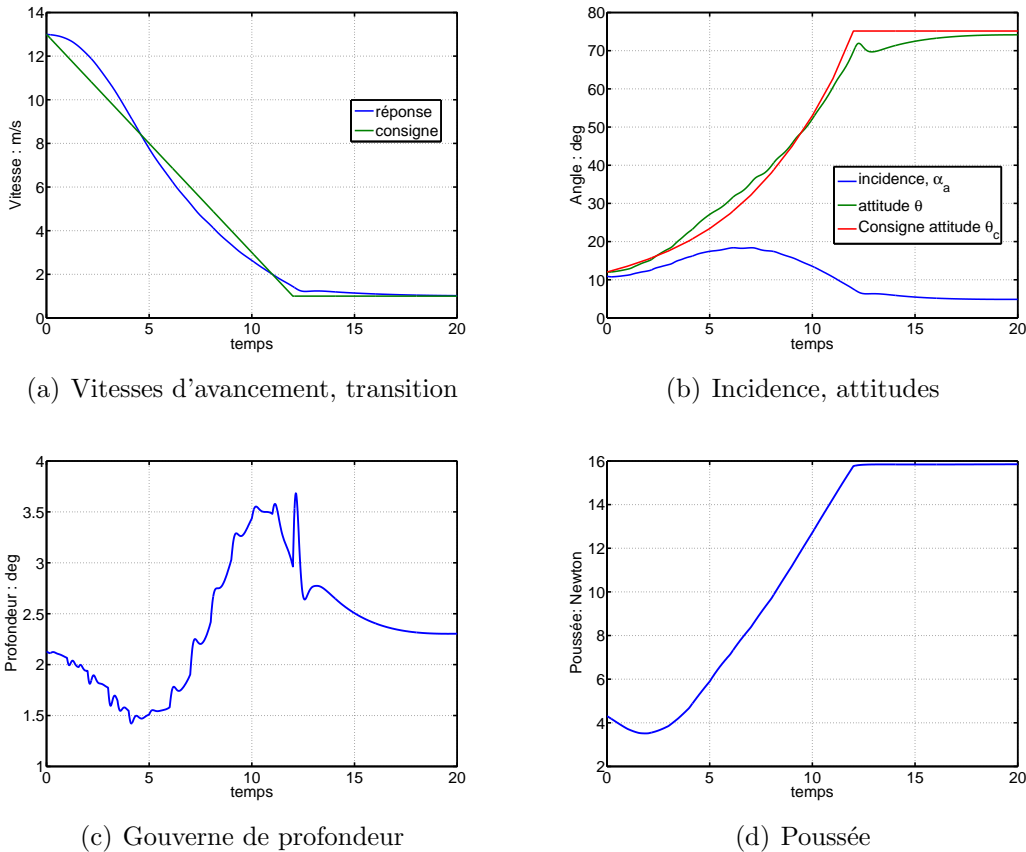 14
12
10
8
6
4
2
0
Vitesse : m/s
0 5 10 15 20
temps
réponse
consigne
(a) Vitesses d'avancement, transition
80
70
60
50
40
30
20
10
0
Angle : deg
0 5 10 15 20
temps
incidence, α_a
attitude θ
Consigne attitude θ_c
(b) Incidence, attitudes
4
3.5
3
2.5
2
1.5
1
Profondeur : deg
0 5 10 15 20
temps
(c) Gouverne de profondeur
16
14
12
10
8
6
4
2
Poussée: Newton
0 5 10 15 20
temps
(d) Poussée